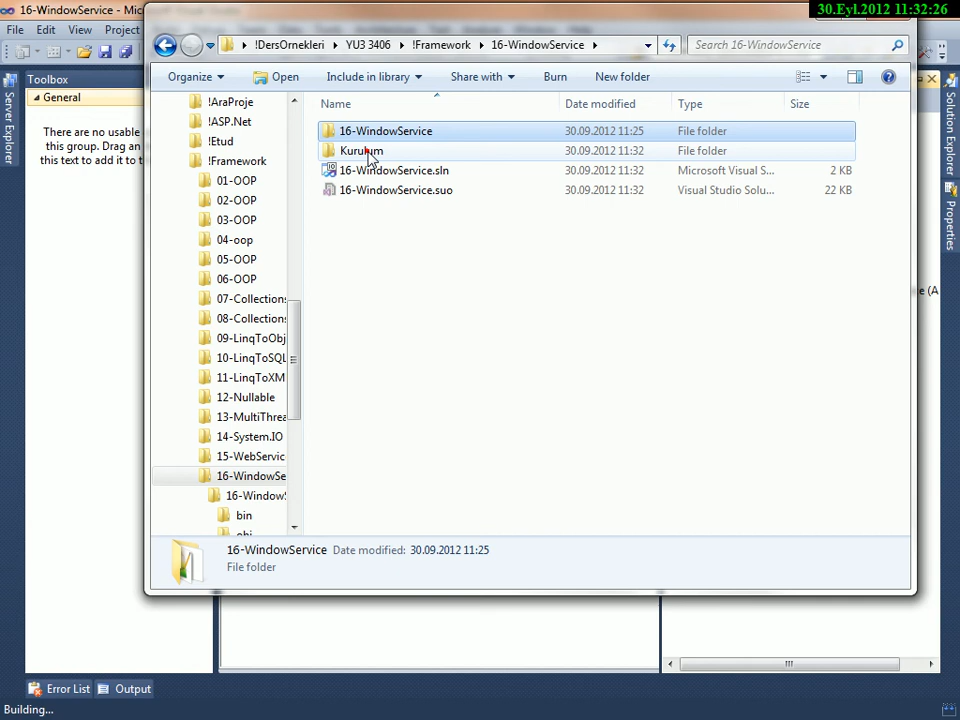 16-WindowService - Mic
30.Eyl.2012 11:32:26
File Edit View Project
!DersOrnekleri YU3 3406 !Framework 16-WindowService
Search 16-WindowService
Organize Open Include in library Share with Burn New folder
Toolbox
General
There are no usable
this group. Drag an
this text to add it to t
Server Explorer
Solution Explorer
Properties
Name Date modified Type Size
16-WindowService 30.09.2012 11:25 File folder
Kurulum 30.09.2012 11:32 File folder
16-WindowService.sln 30.09.2012 11:32 Microsoft Visual S... 2 KB
16-WindowService.suo 30.09.2012 11:32 Visual Studio Solu... 22 KB
!AraProje
!ASP.Net
!Etud
!Framework
01-OOP
02-OOP
03-OOP
04-oop
05-OOP
06-OOP
07-Collections
08-Collections
09-LinqToObj
10-LinqToSQL
11-LinqToXM
12-Nullable
13-MultiThrea
14-System.IO
15-WebServic
16-WindowSe
16-Window
bin
e (A
16-WindowService Date modified: 30.09.2012 11:25
File folder
Error List Output
Building...